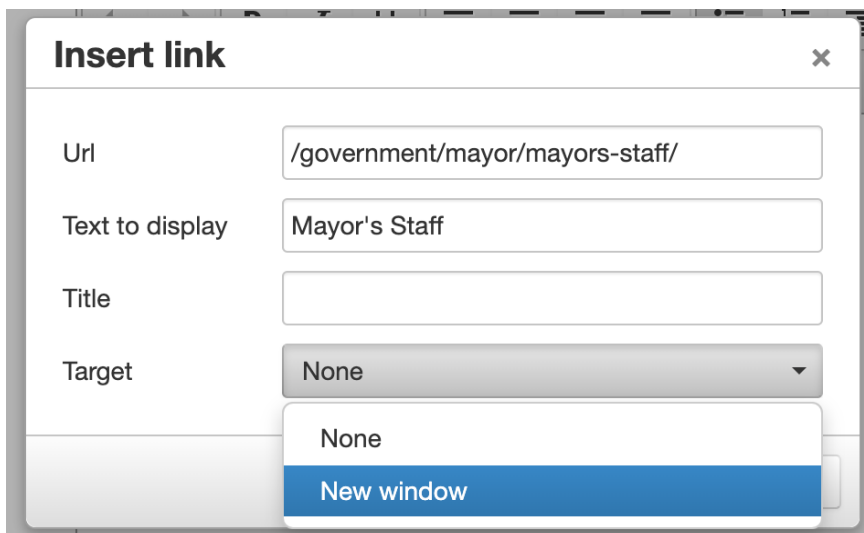 Insert link
×
Url
/government/mayor/mayors-staff/
Text to display
Mayor's Staff
Title
Target
None
None
New window